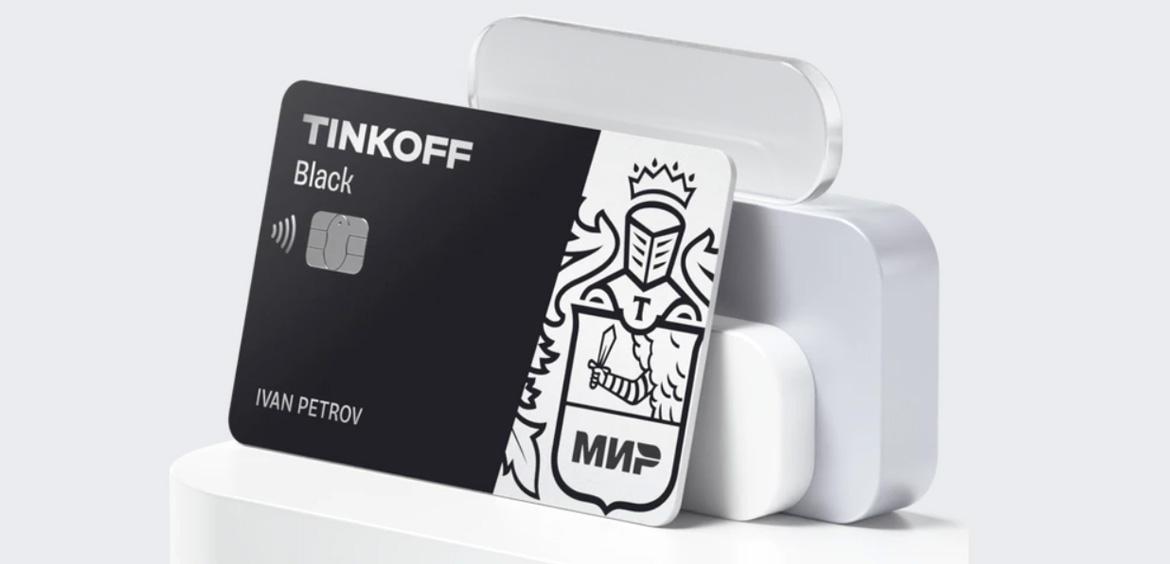 TINKOFF
Black
IVAN PETROV
T
МИР